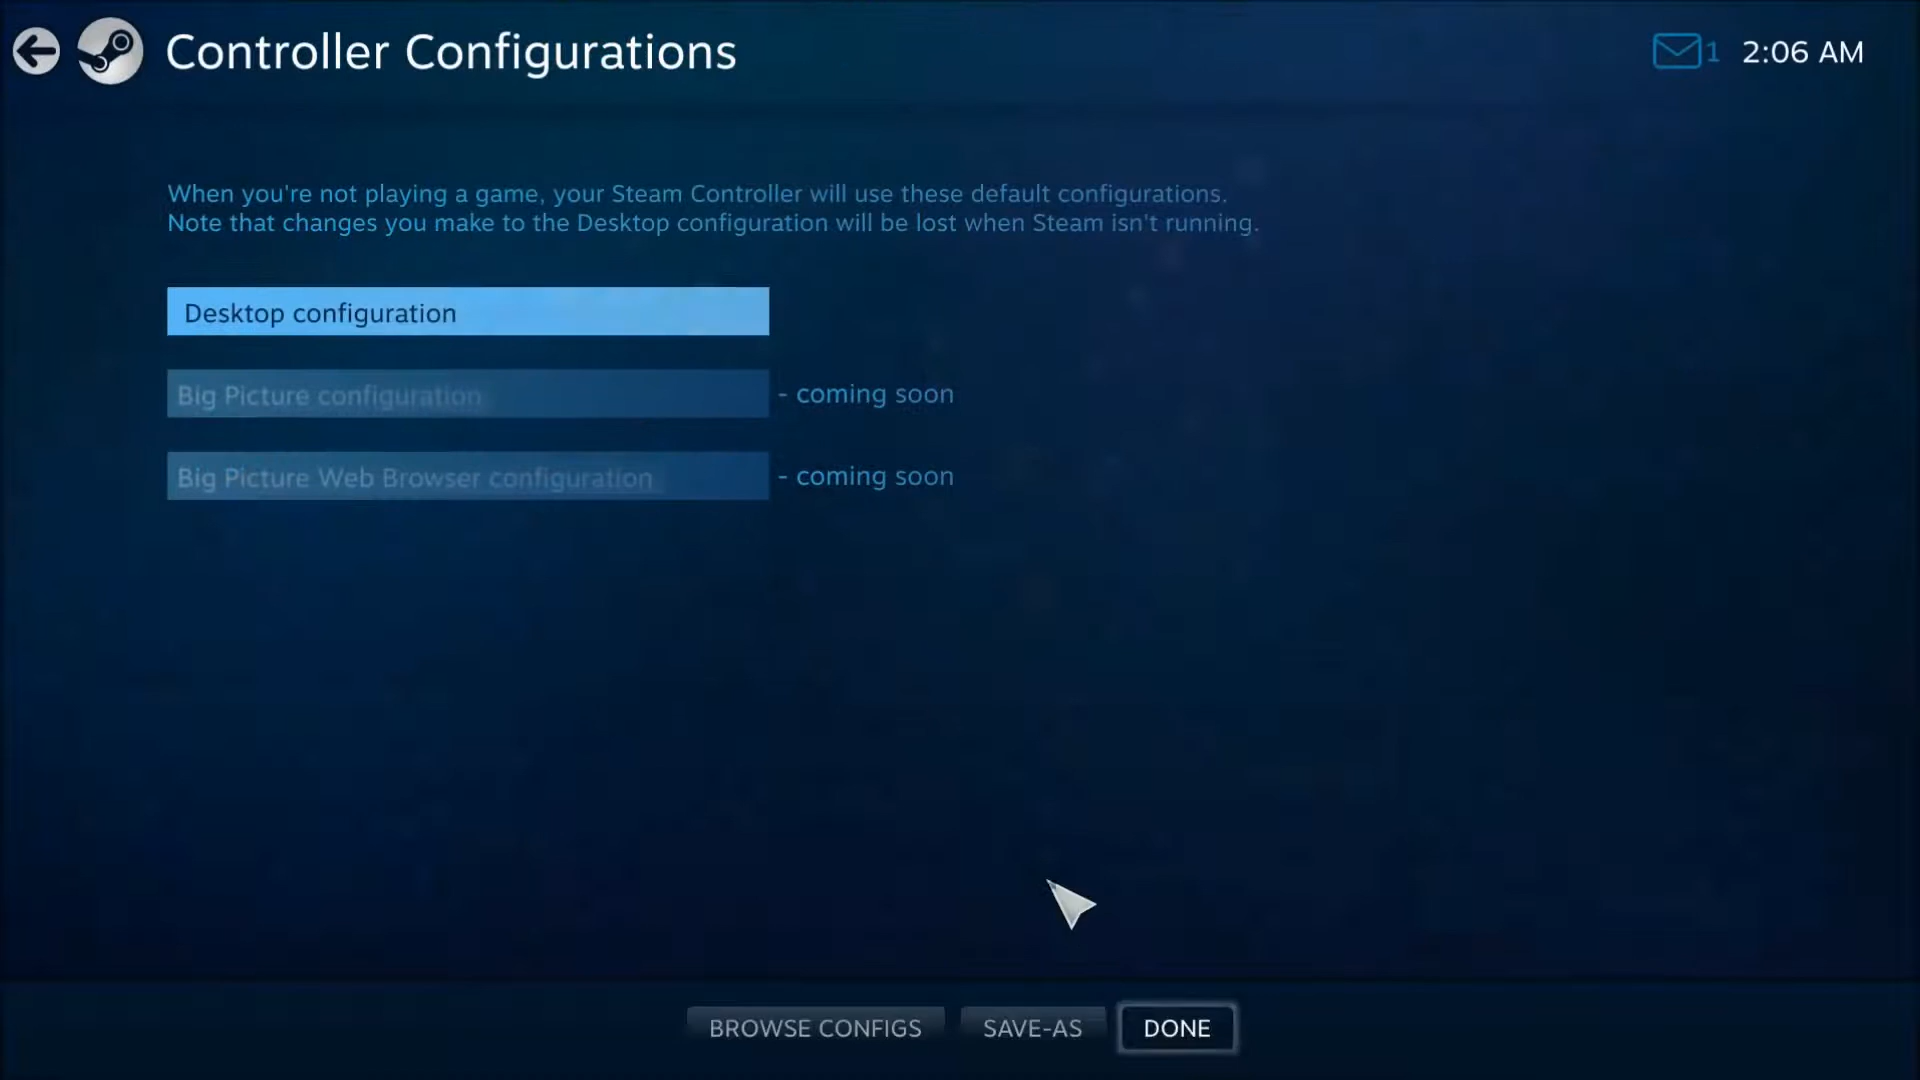 Controller Configurations
1
2:06 AM
When you're not playing a game, your Steam Controller will use these default configurations.
Note that changes you make to the Desktop configuration will be lost when Steam isn't running.
Desktop configuration
Big Picture configuration - coming soon
Big Picture Web Browser configuration - coming soon
BROWSE CONFIGS SAVE-AS DONE